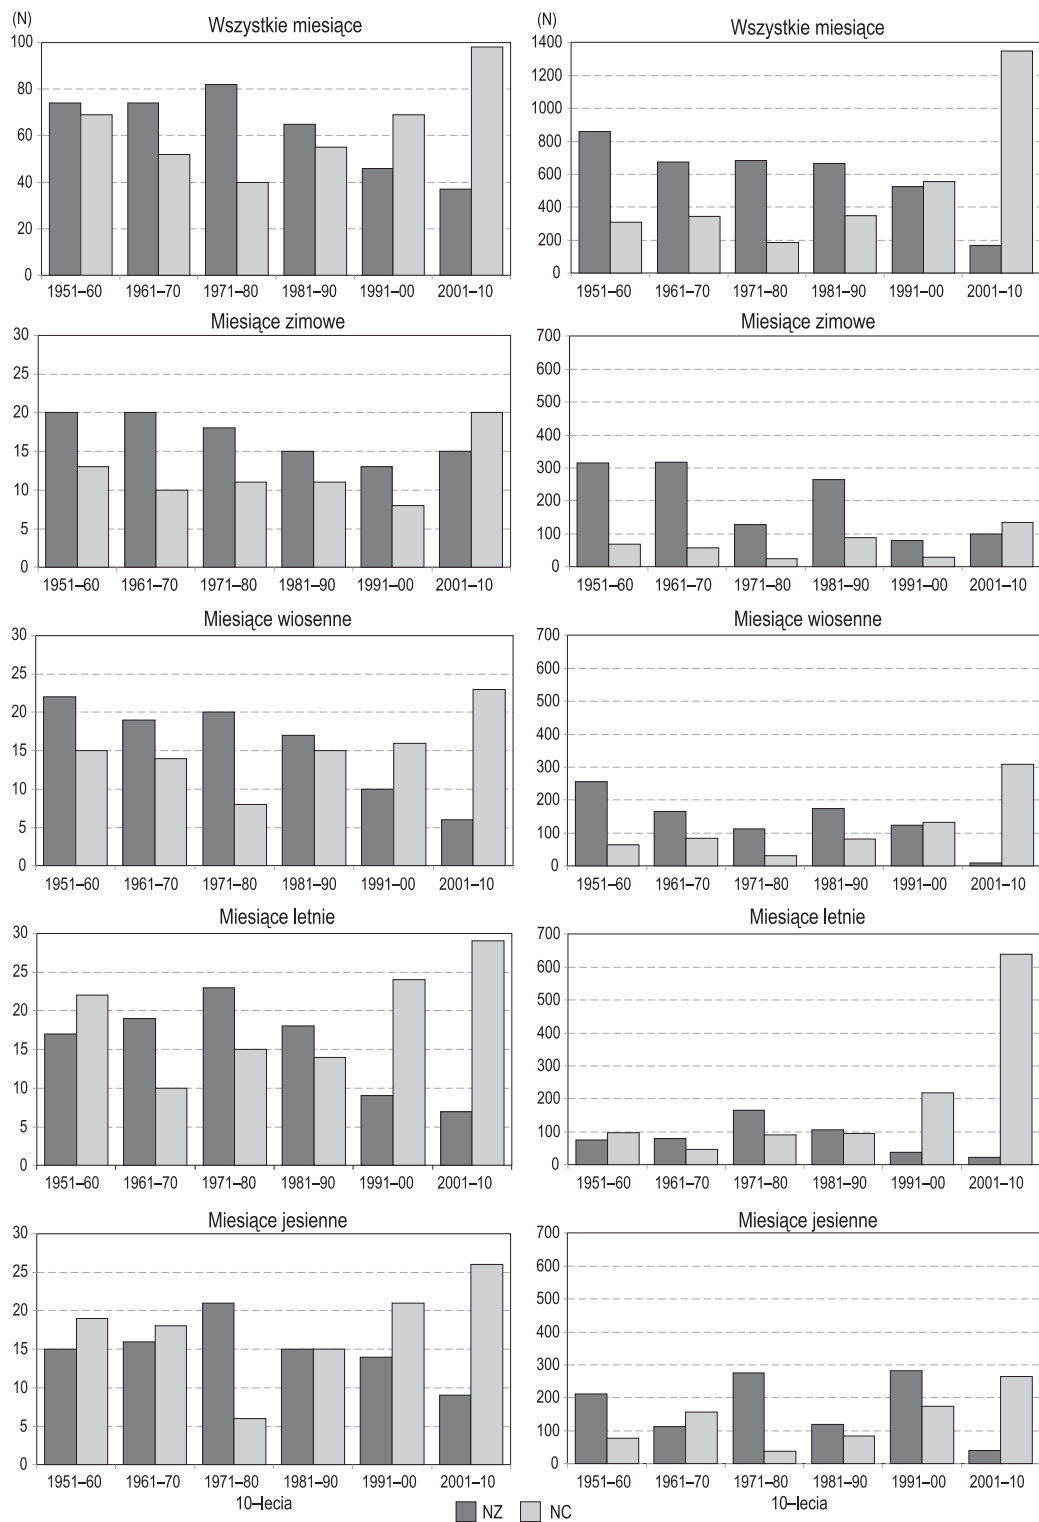 (N)
Wszystkie miesiące
100
80
60
40
20
0
1951–60 1961–70 1971–80 1981–90 1991–00 2001–10
(N)
Wszystkie miesiące
1400
1200
1000
800
600
400
200
0
1951–60 1961–70 1971–80 1981–90 1991–00 2001–10
Miesiące zimowe
30
25
20
15
10
5
0
1951–60 1961–70 1971–80 1981–90 1991–00 2001–10
Miesiące zimowe
700
600
500
400
300
200
100
0
1951–60 1961–70 1971–80 1981–90 1991–00 2001–10
Miesiące wiosenne
30
25
20
15
10
5
0
1951–60 1961–70 1971–80 1981–90 1991–00 2001–10
Miesiące wiosenne
700
600
500
400
300
200
100
0
1951–60 1961–70 1971–80 1981–90 1991–00 2001–10
Miesiące letnie
30
25
20
15
10
5
0
1951–60 1961–70 1971–80 1981–90 1991–00 2001–10
Miesiące letnie
700
600
500
400
300
200
100
0
1951–60 1961–70 1971–80 1981–90 1991–00 2001–10
Miesiące jesienne
30
25
20
15
10
5
0
1951–60 1961–70 1971–80 1981–90 1991–00 2001–10
10–lecia
Miesiące jesienne
700
600
500
400
300
200
100
0
1951–60 1961–70 1971–80 1981–90 1991–00 2001–10
10–lecia
NZ NC